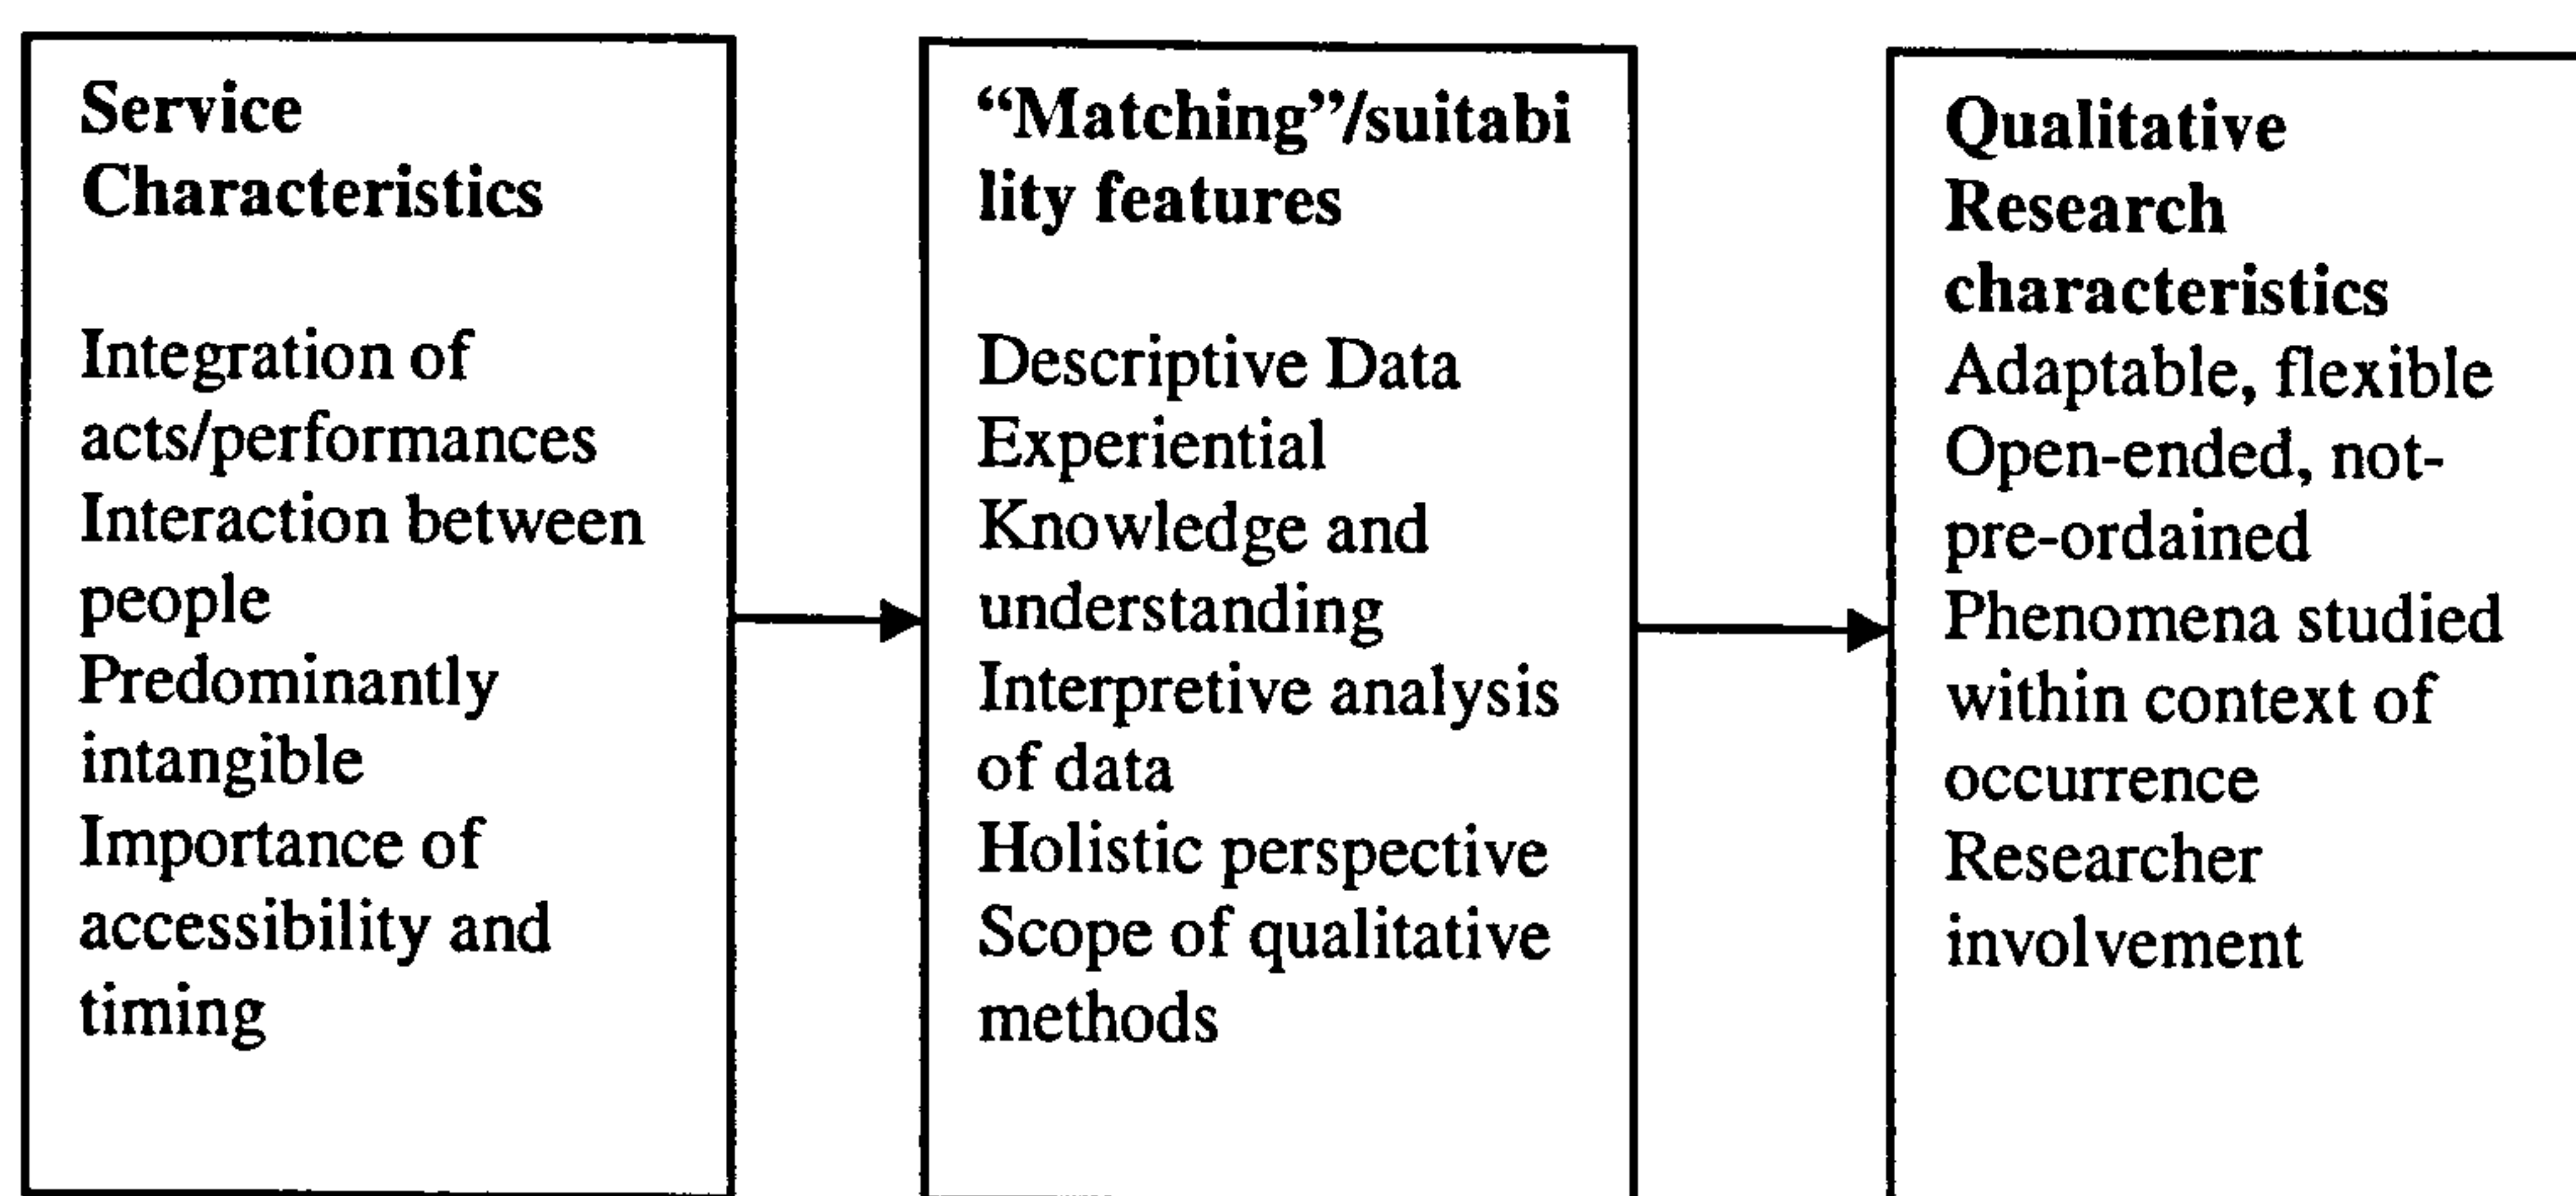 Service
Characteristics
Integration of
acts/performances
Interaction between
people
Predominantly
intangible
Importance of
accessibility and
timing
“Matching”/suitabi
lity features
Descriptive Data
Experiential
Knowledge and
understanding
Interpretive analysis
of data
Holistic perspective
Scope of qualitative
methods
Qualitative
Research
characteristics
Adaptable, flexible
Open-ended, not-
pre-ordained
Phenomena studied
within context of
occurrence
Researcher
involvement